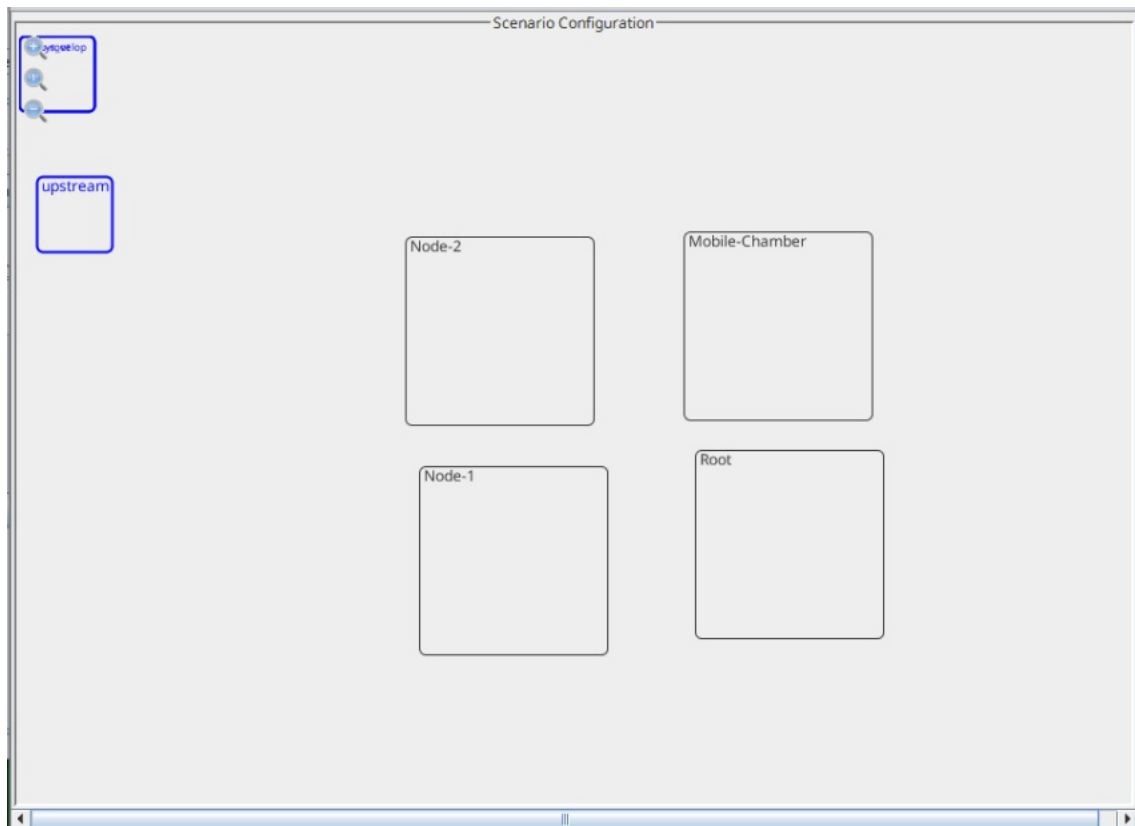 Scenario Configuration
upstream
Node-2
Mobile-Chamber
Node-1
Root